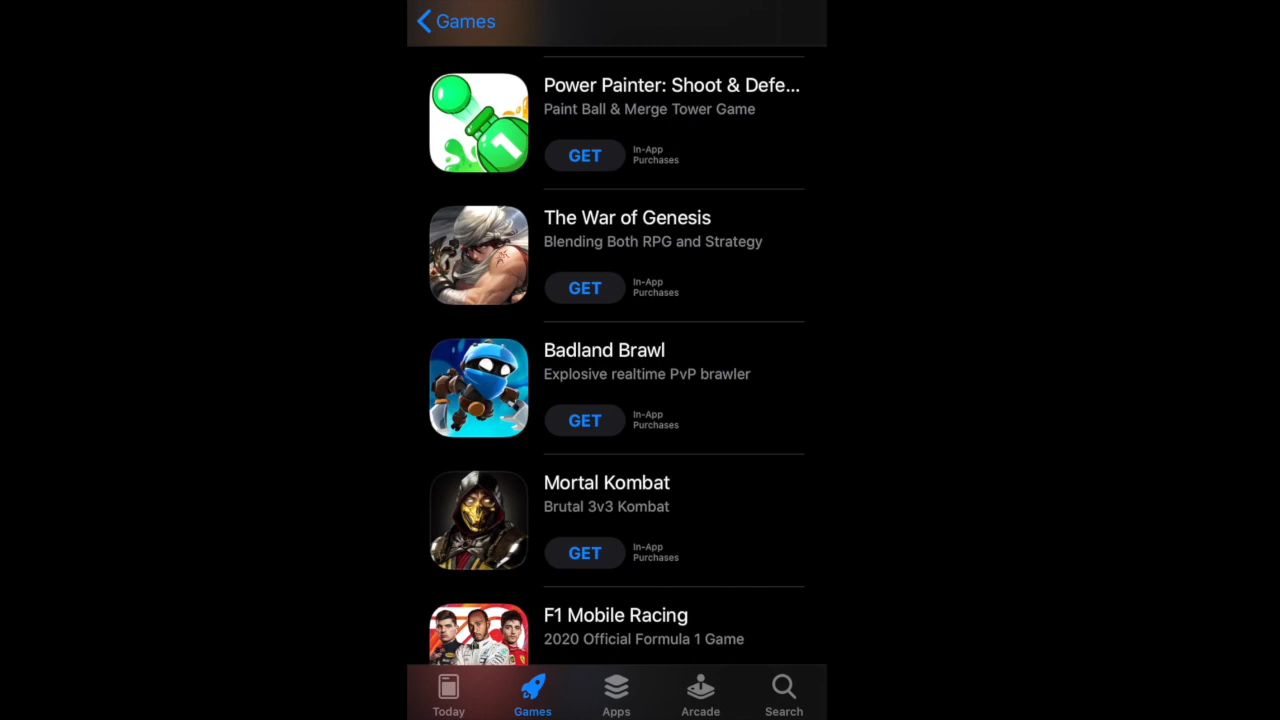 Games
Power Painter: Shoot & Defe...
Paint Ball & Merge Tower Game
GET
In-App
Purchases
1
The War of Genesis
Blending Both RPG and Strategy
GET
In-App
Purchases
Badland Brawl
Explosive realtime PvP brawler
GET
In-App
Purchases
Mortal Kombat
Brutal 3v3 Kombat
GET
In-App
Purchases
F1 Mobile Racing
2020 Official Formula 1 Game
Today
Games
Apps
Arcade
Search